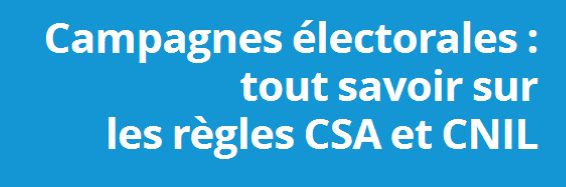 Campagnes électorales :
tout savoir sur
les règles CSA et CNIL